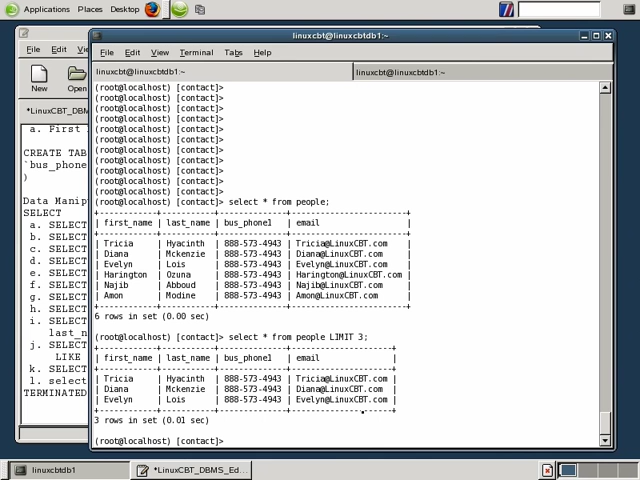 Applications Places Desktop
linuxcbt@linuxcbtdb1:~
File Edit Vi
File Edit View Terminal Tabs Help
New Open
linuxcbt@linuxcbtdb1:~ linuxcbt@linuxcbtdb1:~
*LinuxCBT_DBM
a. First
CREATE TAB
`bus_phone
)
Data Manip
SELECT
a. SELECT
b. SELECT
c. SELECT
d. SELECT
e. SELECT
f. SELECT
g. SELECT
h. SELECT
i. SELECT
last_n
j. SELECT
LIKE
k. SELECT
l. select
TERMINATED
(root@localhost) [contact]>
(root@localhost) [contact]>
(root@localhost) [contact]>
(root@localhost) [contact]>
(root@localhost) [contact]>
(root@localhost) [contact]>
(root@localhost) [contact]>
(root@localhost) [contact]>
(root@localhost) [contact]>
(root@localhost) [contact]>
(root@localhost) [contact]>
(root@localhost) [contact]> select * from people;
| first_name | last_name | bus_phone1 | email |
| Tricia | Hyacinth | 888-573-4943 | Tricia@LinuxCBT.com |
| Diana | Mckenzie | 888-573-4943 | Diana@LinuxCBT.com |
| Evelyn | Lois | 888-573-4943 | Evelyn@LinuxCBT.com |
| Harington | Ozuna | 888-573-4943 | Harington@LinuxCBT.com |
| Najib | Abboud | 888-573-4943 | Najib@LinuxCBT.com |
| Amon | Modine | 888-573-4943 | Amon@LinuxCBT.com |
6 rows in set (0.00 sec)
(root@localhost) [contact]> select * from people LIMIT 3;
| first_name | last_name | bus_phone1 | email |
| Tricia | Hyacinth | 888-573-4943 | Tricia@LinuxCBT.com |
| Diana | Mckenzie | 888-573-4943 | Diana@LinuxCBT.com |
| Evelyn | Lois | 888-573-4943 | Evelyn@LinuxCBT.com |
3 rows in set (0.01 sec)
(root@localhost) [contact]>
linuxcbtdb1 *LinuxCBT_DBMS_Ed...